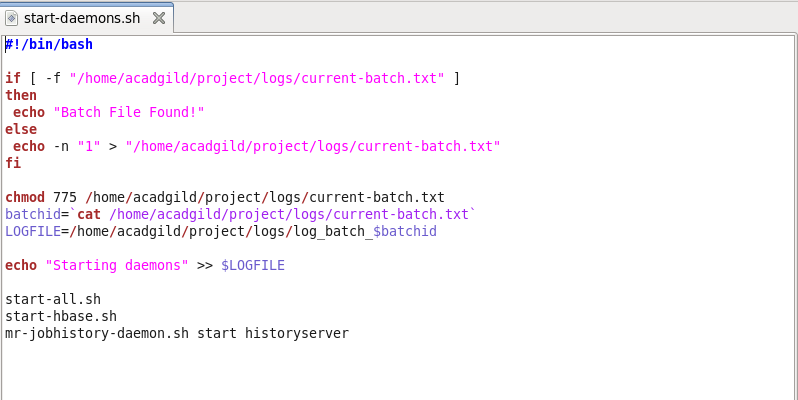 start-daemons.sh
#!/bin/bash
if [ -f "/home/acadgild/project/logs/current-batch.txt" ]
then
 echo "Batch File Found!"
else
 echo -n "1" > "/home/acadgild/project/logs/current-batch.txt"
fi
chmod 775 /home/acadgild/project/logs/current-batch.txt
batchid=`cat /home/acadgild/project/logs/current-batch.txt`
LOGFILE=/home/acadgild/project/logs/log_batch_$batchid
echo "Starting daemons" >> $LOGFILE
start-all.sh
start-hbase.sh
mr-jobhistory-daemon.sh start historyserver